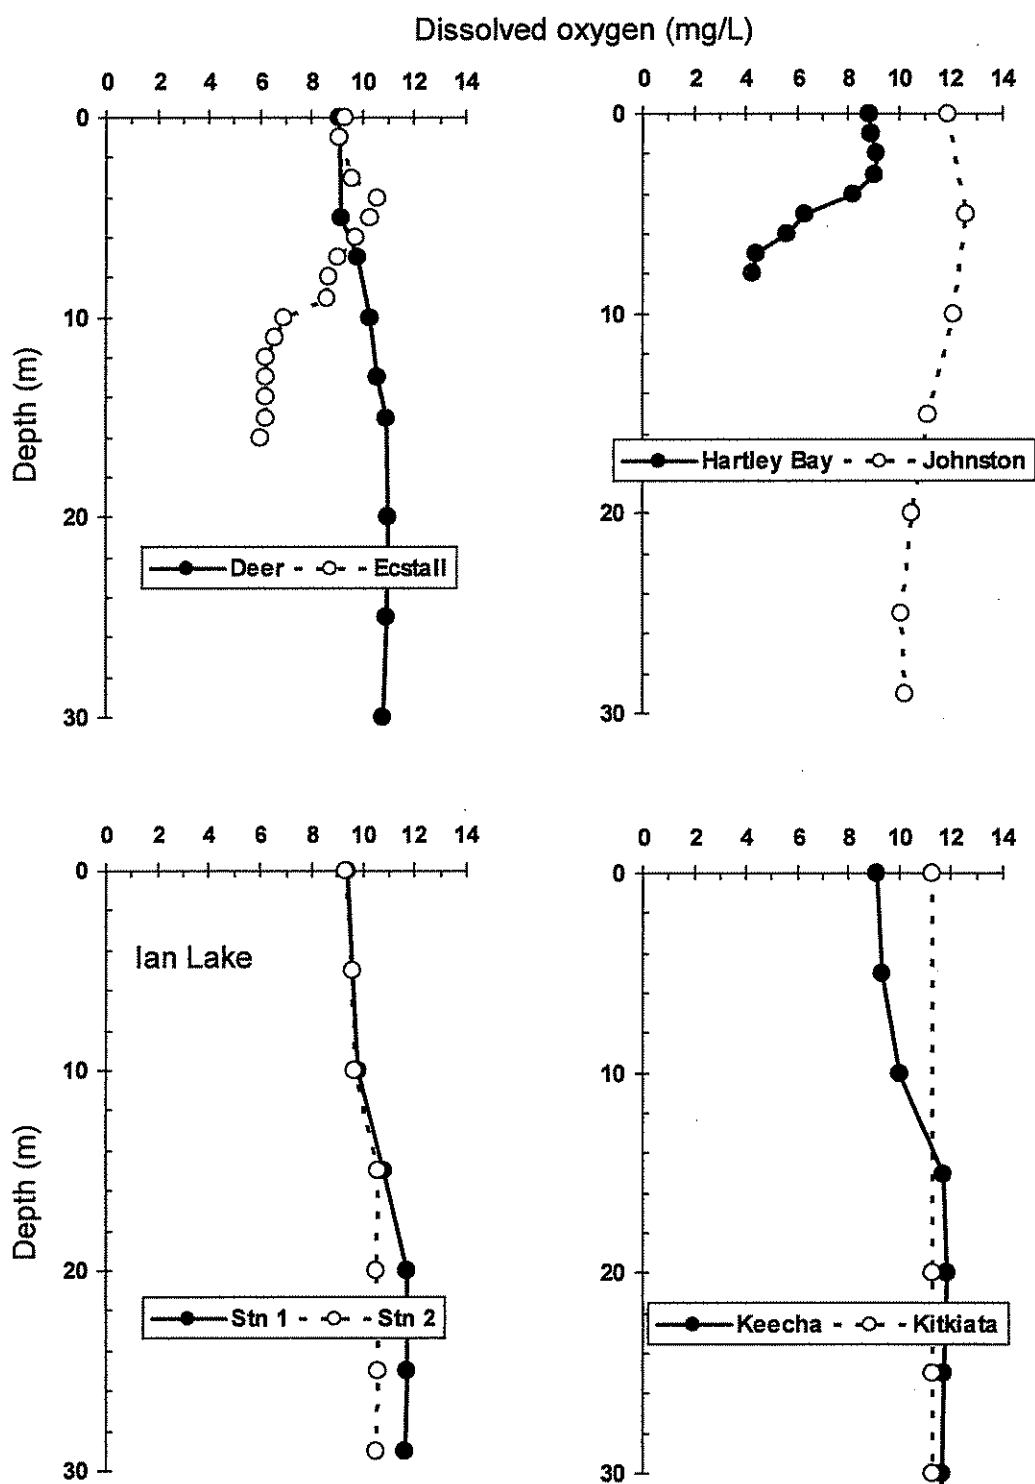 Dissolved oxygen (mg/L)
0 2 4 6 8 10 12 14
0
10
20
30
Depth (m)
Deer Ecstall
0 2 4 6 8 10 12 14
0
10
20
30
Hartley Bay Johnston
0 2 4 6 8 10 12 14
0
10
20
30
Depth (m)
Ian Lake
Stn 1 Stn 2
0 2 4 6 8 10 12 14
0
10
20
30
Keecha Kitkiata